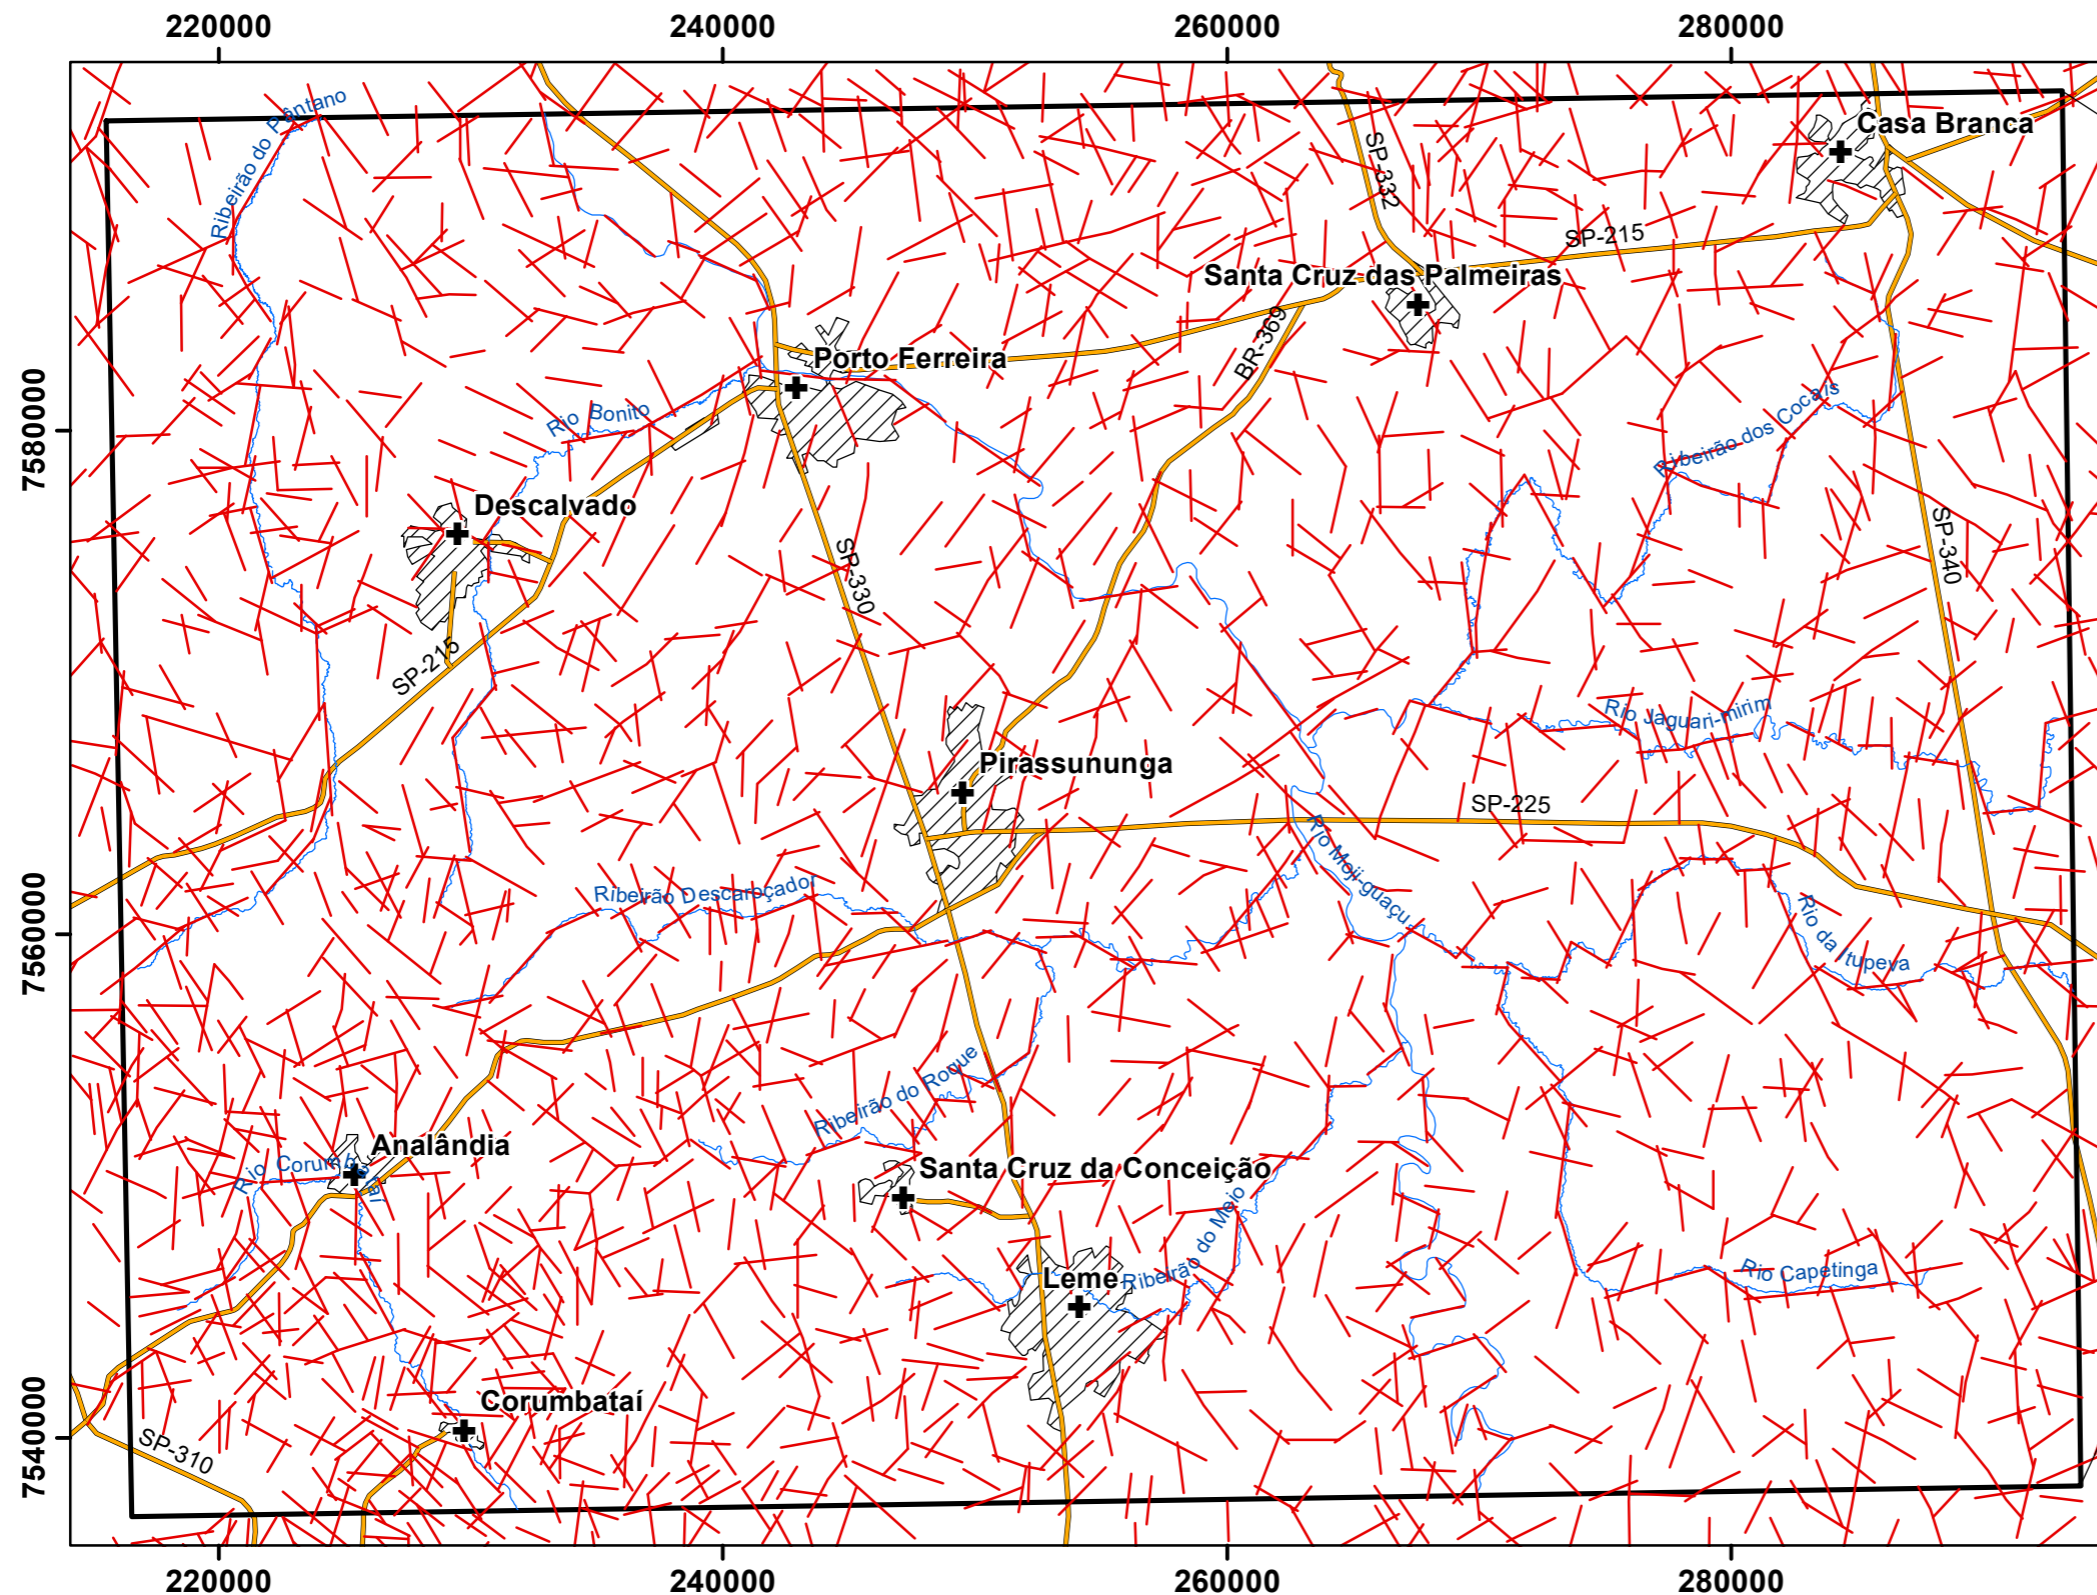 220000 240000 260000 280000
Ribeirão do Pântano
Casa Branca
SP-332
SP-215
Santa Cruz das Palmeiras
BR-369
Porto Ferreira
7580000
Rio Bonito
Ribeirão dos Cocais
Descalvado
SP-330
SP-340
SP-215
Rio Jaguari-mirim
Pirassununga
SP-225
Rio Moji-guaçu
Ribeirão Descaroçador
7560000
Rio da Itupeva
Ribeirão do Roque
Analândia
Rio Corumbataí
Santa Cruz da Conceição
Ribeirão do Meio
Leme
Rio Capetinga
Corumbataí
7540000
SP-310
220000 240000 260000 280000